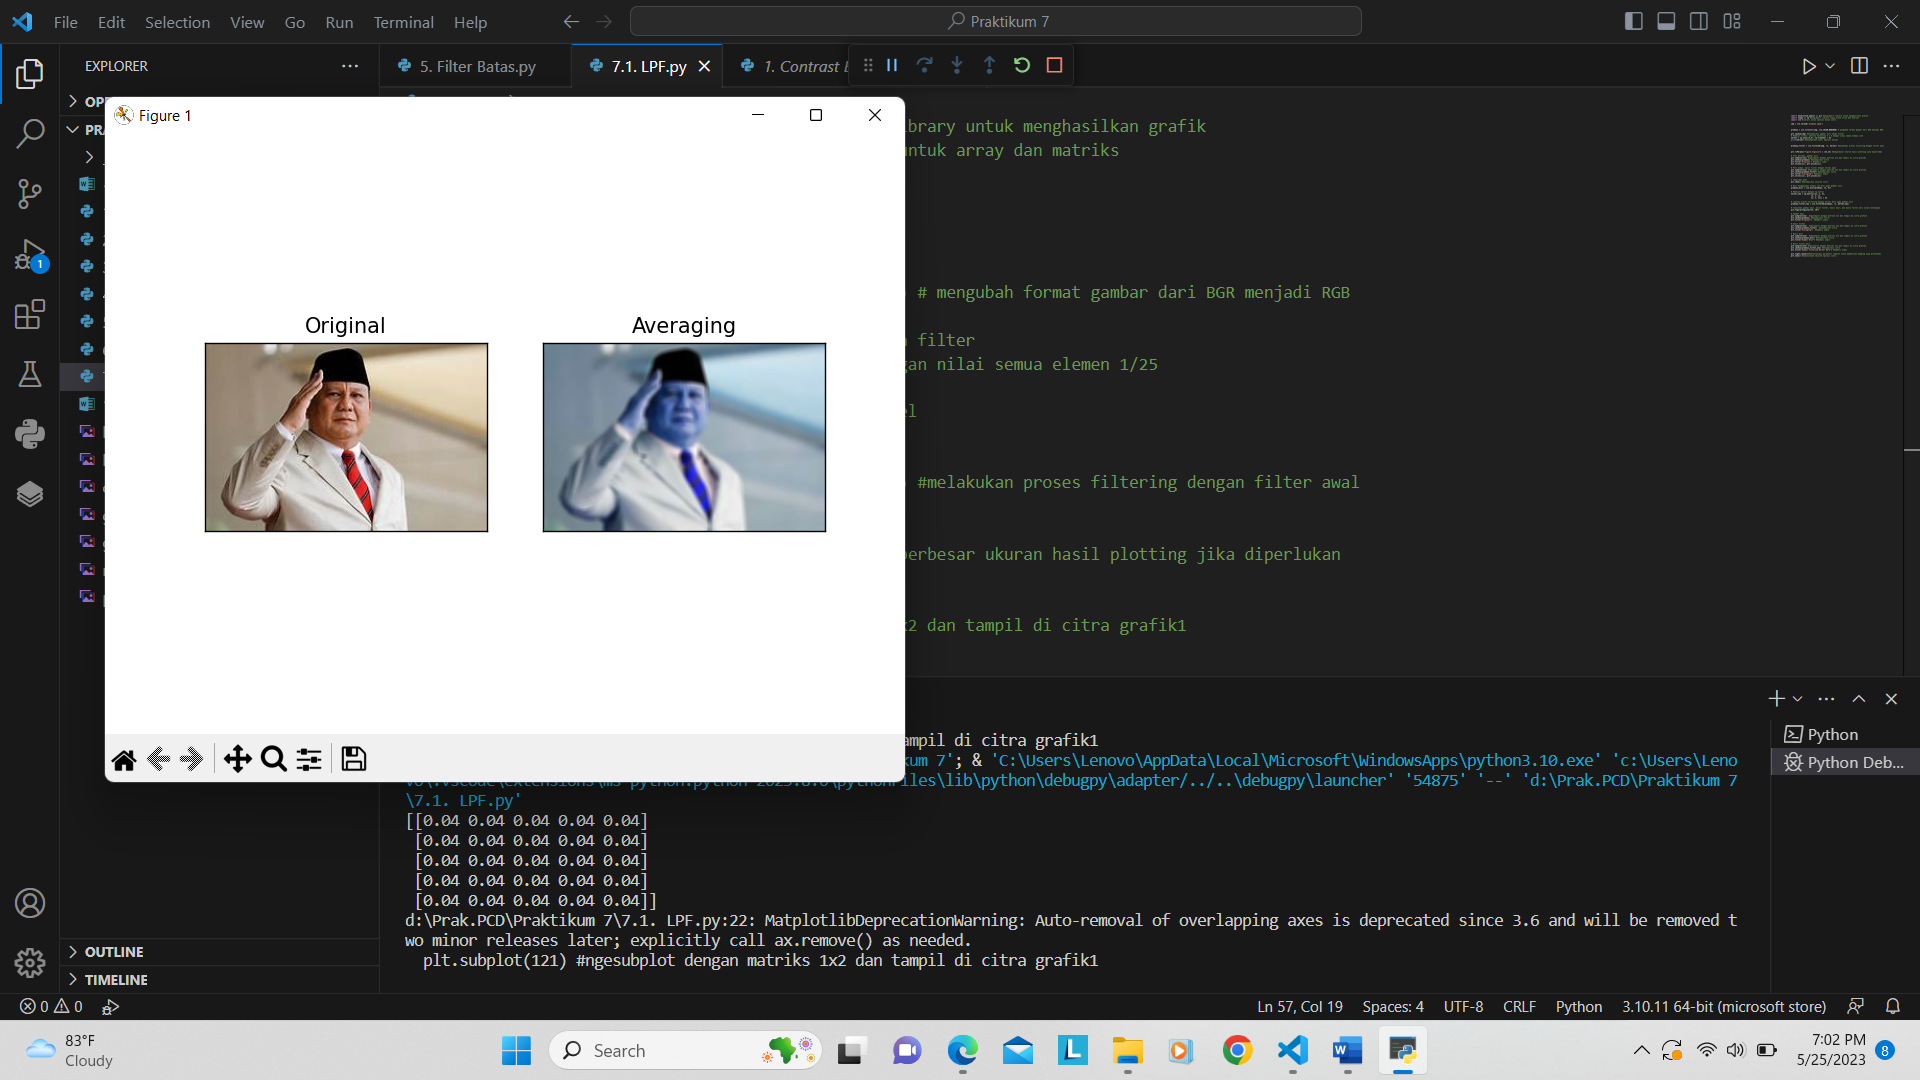 File Edit Selection View Go Run Terminal Help
Praktikum 7
EXPLORER
5. Filter Batas.py
7.1. LPF.py
1. Contrast
Figure 1
Original
Averaging
untuk menghasilkan grafik
untuk array dan matriks
# mengubah format gambar dari BGR menjadi RGB
filter
nilai semua elemen 1/25
#melakukan proses filtering dengan filter awal
ukuran hasil plotting jika diperlukan
dan tampil di citra grafik1
di citra grafik1
7'; & 'C:\Users\Lenovo\AppData\Local\Microsoft\WindowsApps\python3.10.exe' 'c:\Users\Leno
\lib\python\debugpy\adapter/../..\debugpy\launcher' '54875' '--' 'd:\Prak.PCD\Praktikum 7
\7.1. LPF.py'
[[0.04 0.04 0.04 0.04 0.04]
[0.04 0.04 0.04 0.04 0.04]
[0.04 0.04 0.04 0.04 0.04]
[0.04 0.04 0.04 0.04 0.04]
[0.04 0.04 0.04 0.04 0.04]]
d:\Prak.PCD\Praktikum 7\7.1. LPF.py:22: MatplotlibDeprecationWarning: Auto-removal of overlapping axes is deprecated since 3.6 and will be removed t
wo minor releases later; explicitly call ax.remove() as needed.
plt.subplot(121) #ngesubplot dengan matriks 1x2 dan tampil di citra grafik1
Python
Python Deb...
OUTLINE
TIMELINE
1
0 0
Ln 57, Col 19 Spaces: 4 UTF-8 CRLF Python 3.10.11 64-bit (microsoft store)
83°F
Cloudy
Search
7:02 PM
5/25/2023
8